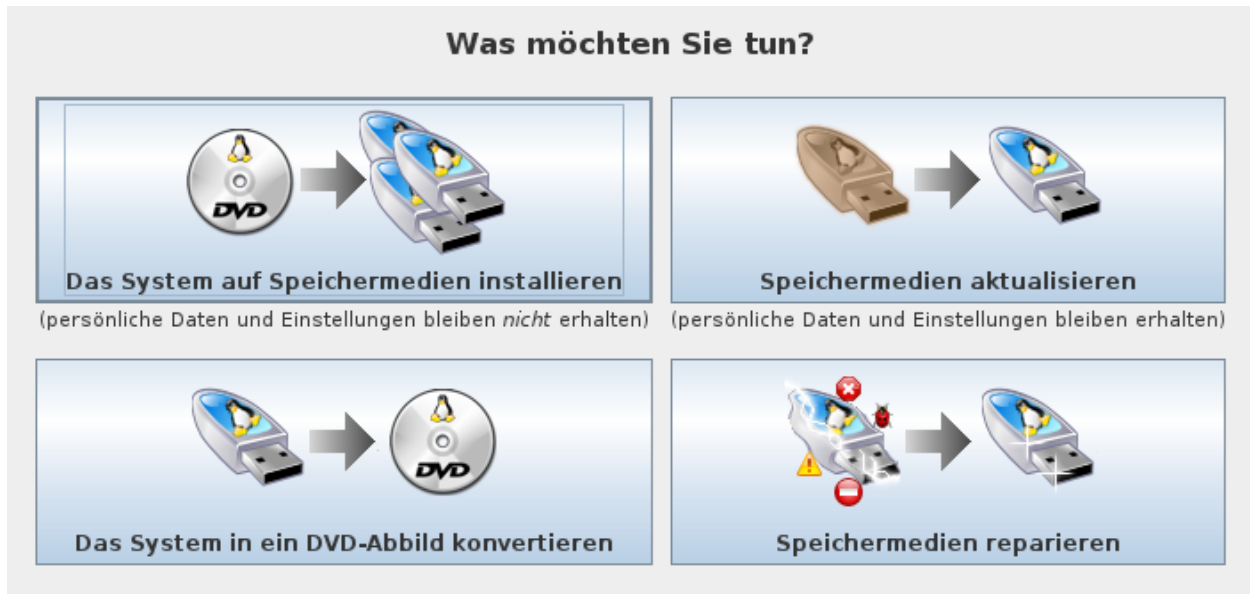 Was möchten Sie tun?
DVD
Das System auf Speichermedien installieren
(persönliche Daten und Einstellungen bleiben nicht erhalten)
Speichermedien aktualisieren
(persönliche Daten und Einstellungen bleiben erhalten)
DVD
Das System in ein DVD-Abbild konvertieren
Speichermedien reparieren